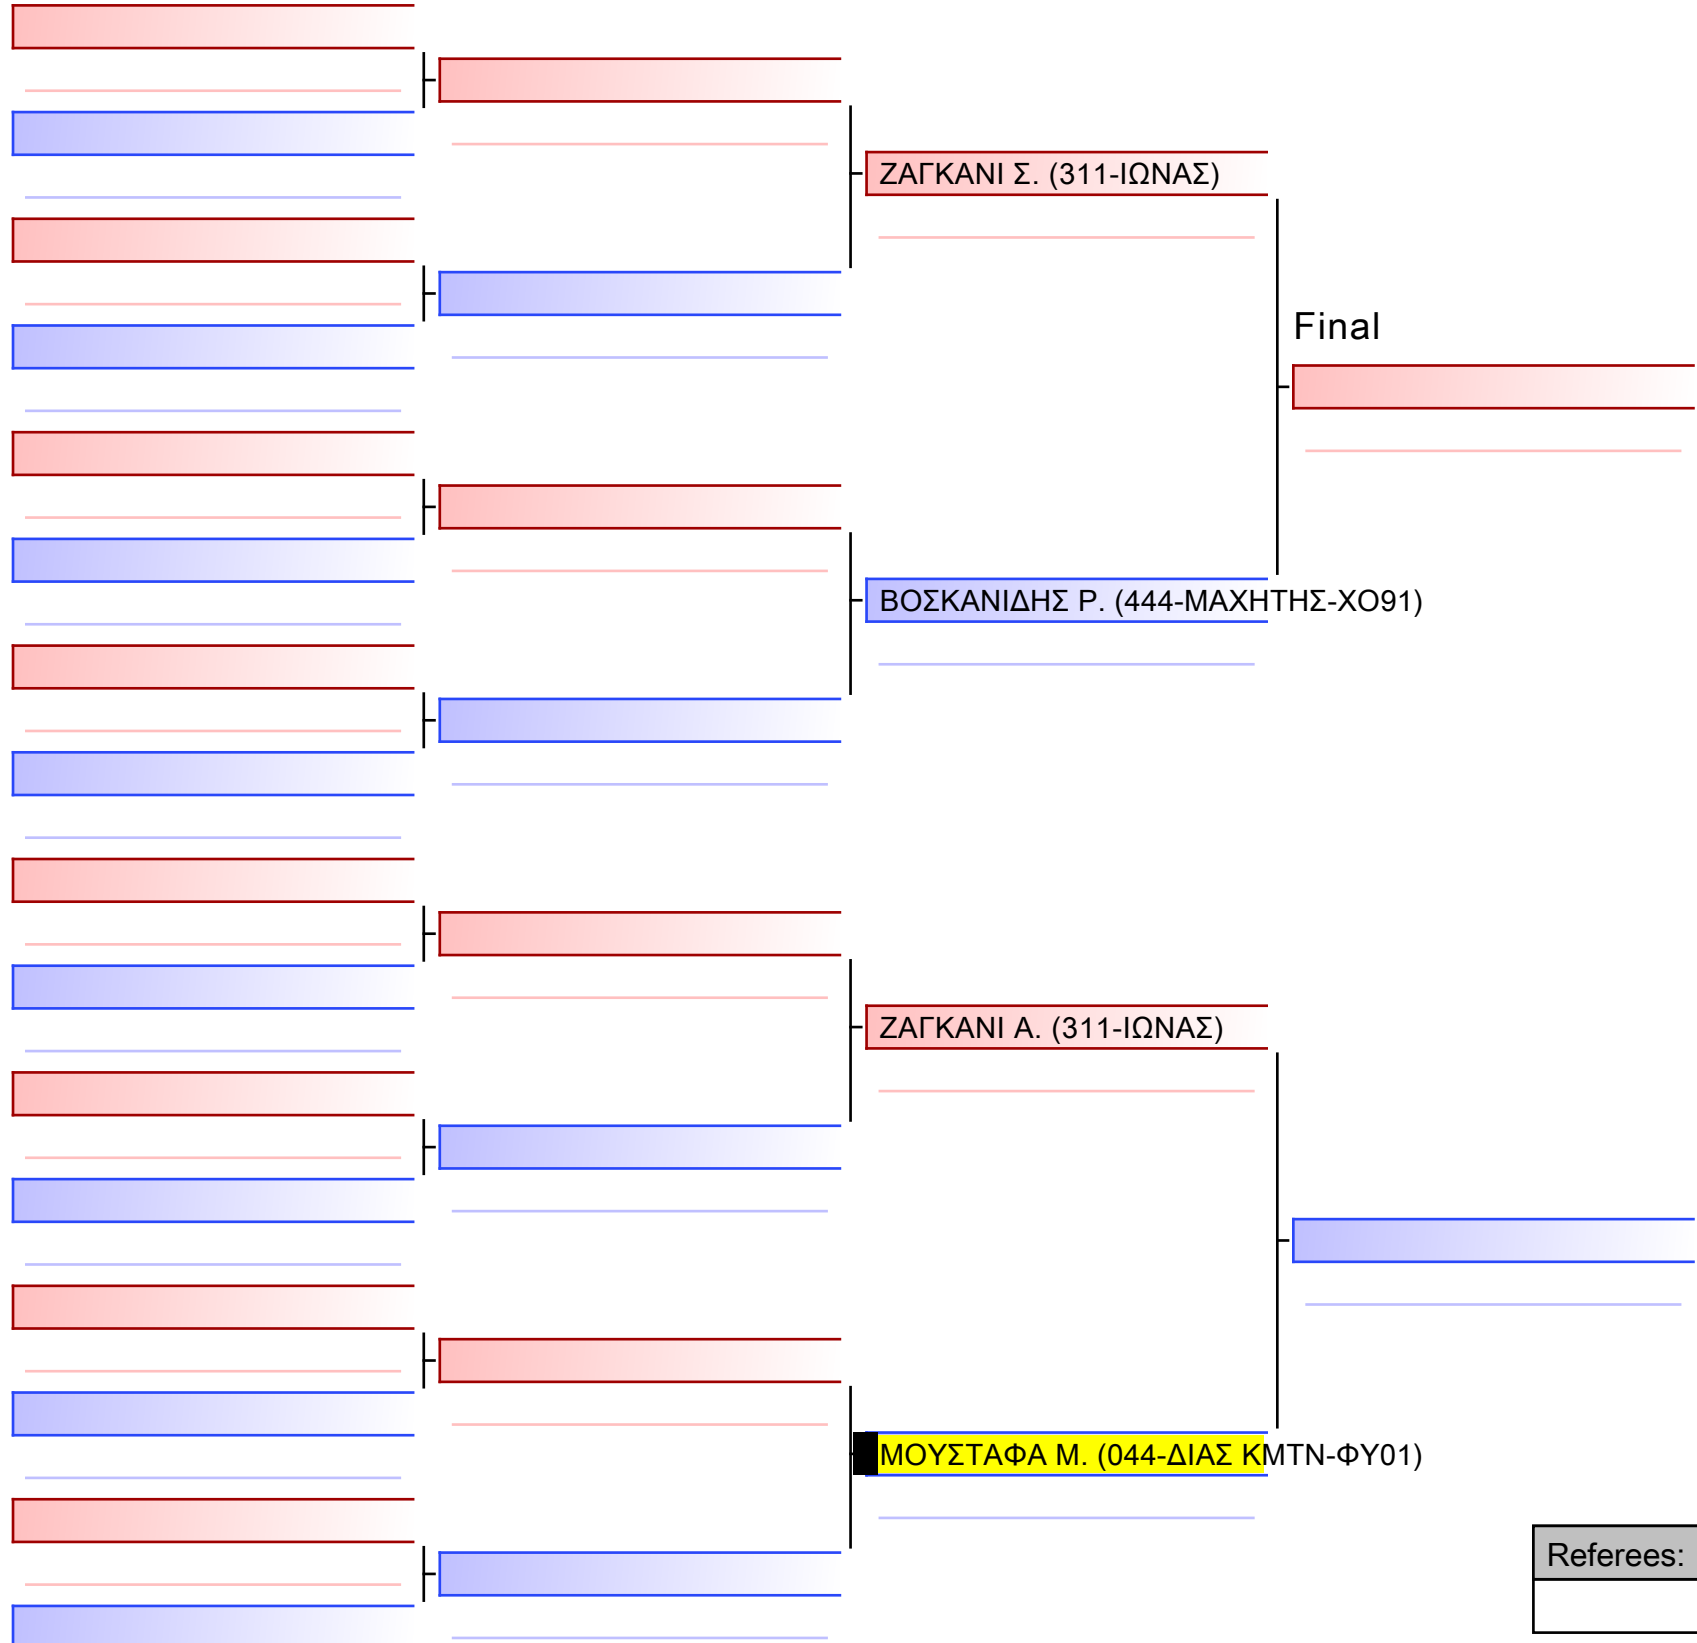 ΖΑΓΚΑΝΙ Σ. (311-ΙΩΝΑΣ)
Final
ΒΟΣΚΑΝΙΔΗΣ Ρ. (444-ΜΑΧΗΤΗΣ-ΧΟ91)
ΖΑΓΚΑΝΙ Α. (311-ΙΩΝΑΣ)
ΜΟΥΣΤΑΦΑ Μ. (044-ΔΙΑΣ ΚΜΤΝ-ΦΥ01)
Referees: